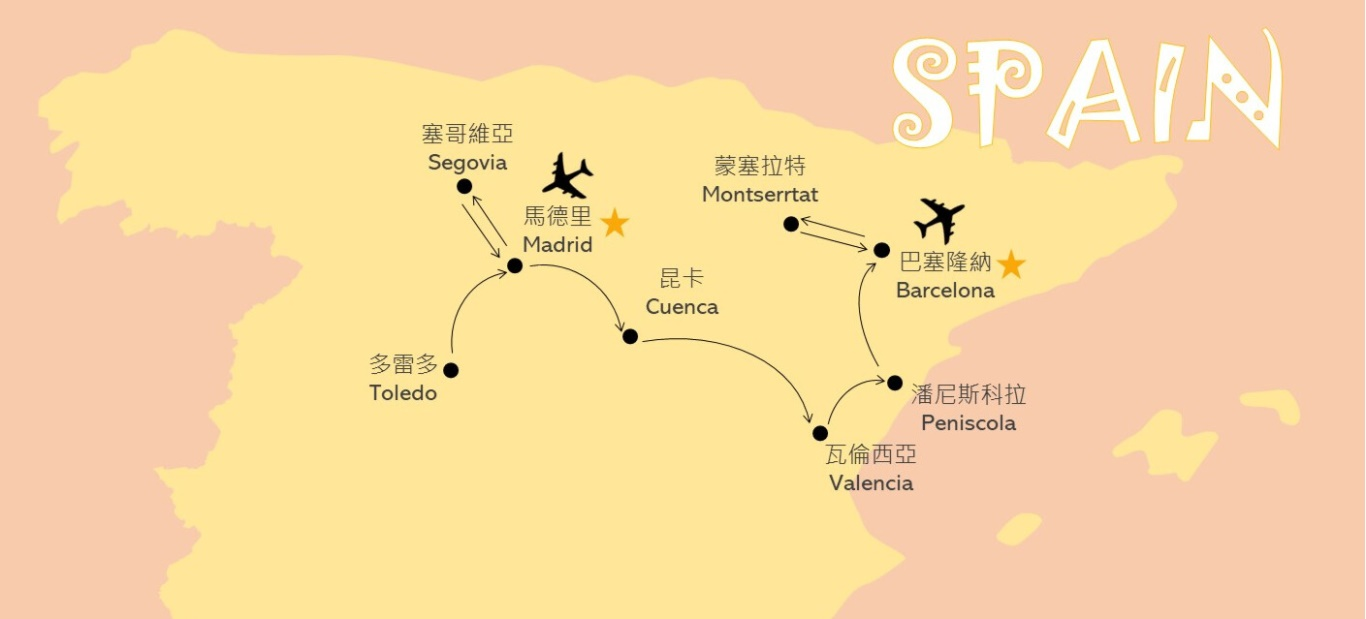 SPAIN
塞哥維亞
Segovia
馬德里
Madrid
蒙塞拉特
Montserrtat
巴塞隆納
Barcelona
昆卡
Cuenca
多雷多
Toledo
潘尼斯科拉
Peniscola
瓦倫西亞
Valencia